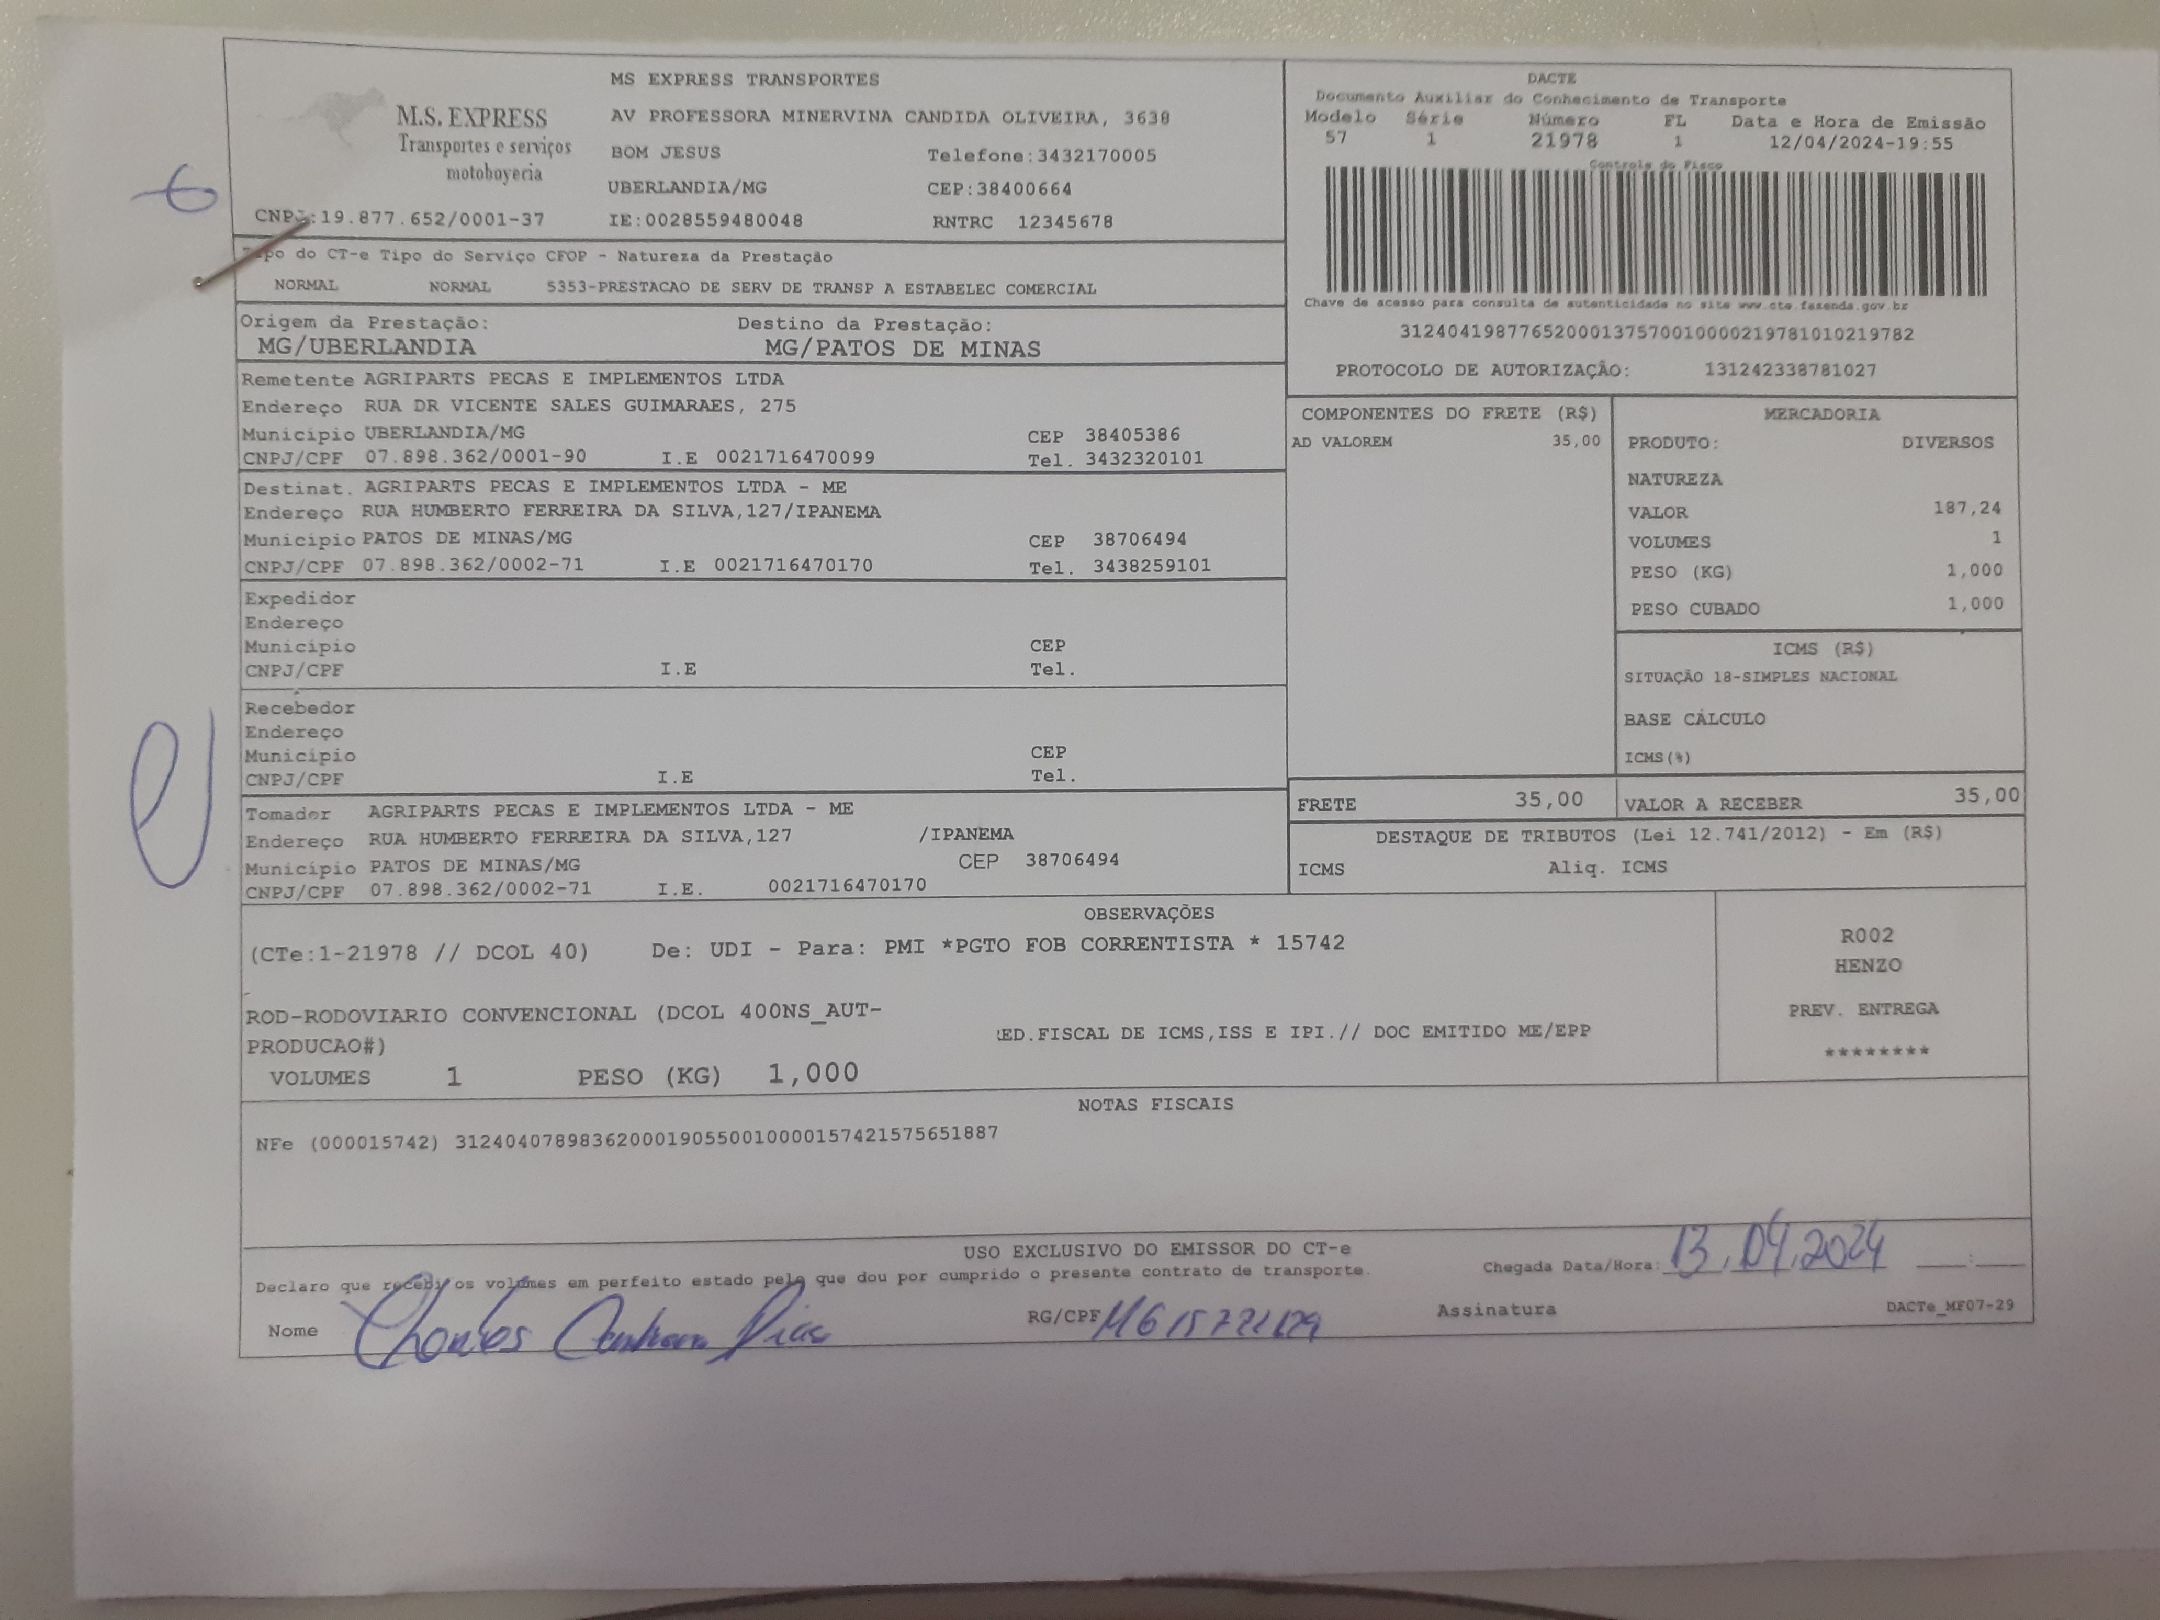 M.S. EXPRESS
Transportes e serviços
motoboyeria
CNPJ:19.877.652/0001-37
MS EXPRESS TRANSPORTES
AV PROFESSORA MINERVINA CANDIDA OLIVEIRA, 3638
BOM JESUS Telefone:3432170005
UBERLANDIA/MG CEP:38400664
IE:0028559480048 RNTRC 12345678
DACTE
Documento Auxiliar do Conhecimento de Transporte
Modelo Série Número FL Data e Hora de Emissão
57 1 21978 1 12/04/2024-19:55
Controle do Fisco
Chave de acesso para consulta de autenticidade no site www.cte.fazenda.gov.br
31240419877652000137570010000219781010219782
PROTOCOLO DE AUTORIZAÇÃO: 131242338781027
Tipo do CT-e Tipo do Serviço CFOP - Natureza da Prestação
NORMAL NORMAL 5353-PRESTACAO DE SERV DE TRANSP A ESTABELEC COMERCIAL
Origem da Prestação: Destino da Prestação:
MG/UBERLANDIA MG/PATOS DE MINAS
Remetente AGRIPARTS PECAS E IMPLEMENTOS LTDA
Endereço RUA DR VICENTE SALES GUIMARAES, 275
Município UBERLANDIA/MG CEP 38405386
CNPJ/CPF 07.898.362/0001-90 I.E 0021716470099 Tel. 3432320101
Destinat. AGRIPARTS PECAS E IMPLEMENTOS LTDA - ME
Endereço RUA HUMBERTO FERREIRA DA SILVA,127/IPANEMA
Município PATOS DE MINAS/MG CEP 38706494
CNPJ/CPF 07.898.362/0002-71 I.E 0021716470170 Tel. 3438259101
Expedidor
Endereço
Município CEP
CNPJ/CPF I.E Tel.
Recebedor
Endereço
Município CEP
CNPJ/CPF I.E Tel.
Tomador AGRIPARTS PECAS E IMPLEMENTOS LTDA - ME
Endereço RUA HUMBERTO FERREIRA DA SILVA,127 /IPANEMA
Município PATOS DE MINAS/MG CEP 38706494
CNPJ/CPF 07.898.362/0002-71 I.E. 0021716470170
COMPONENTES DO FRETE (R$)
AD VALOREM 35,00
MERCADORIA
PRODUTO: DIVERSOS
NATUREZA
VALOR 187,24
VOLUMES 1
PESO (KG) 1,000
PESO CUBADO 1,000
ICMS (R$)
SITUAÇÃO 18-SIMPLES NACIONAL
BASE CÁLCULO
ICMS(%)
FRETE 35,00 VALOR A RECEBER 35,00
DESTAQUE DE TRIBUTOS (Lei 12.741/2012) - Em (R$)
ICMS Aliq. ICMS
OBSERVAÇÕES
(CTe:1-21978 // DCOL 40) De: UDI - Para: PMI *PGTO FOB CORRENTISTA * 15742
ROD-RODOVIARIO CONVENCIONAL (DCOL 400NS_AUT-
PRODUCAO#) ED.FISCAL DE ICMS,ISS E IPI.// DOC EMITIDO ME/EPP
VOLUMES 1 PESO (KG) 1,000
R002
HENZO
PREV. ENTREGA
********
NOTAS FISCAIS
NFe (000015742) 31240407898362000190550010000157421575651887
USO EXCLUSIVO DO EMISSOR DO CT-e
Declaro que recebi os volumes em perfeito estado pelo que dou por cumprido o presente contrato de transporte. Chegada Data/Hora: 13.04.2024 ____:____
Nome Dias RG/CPF Assinatura DACTe_MF07-29